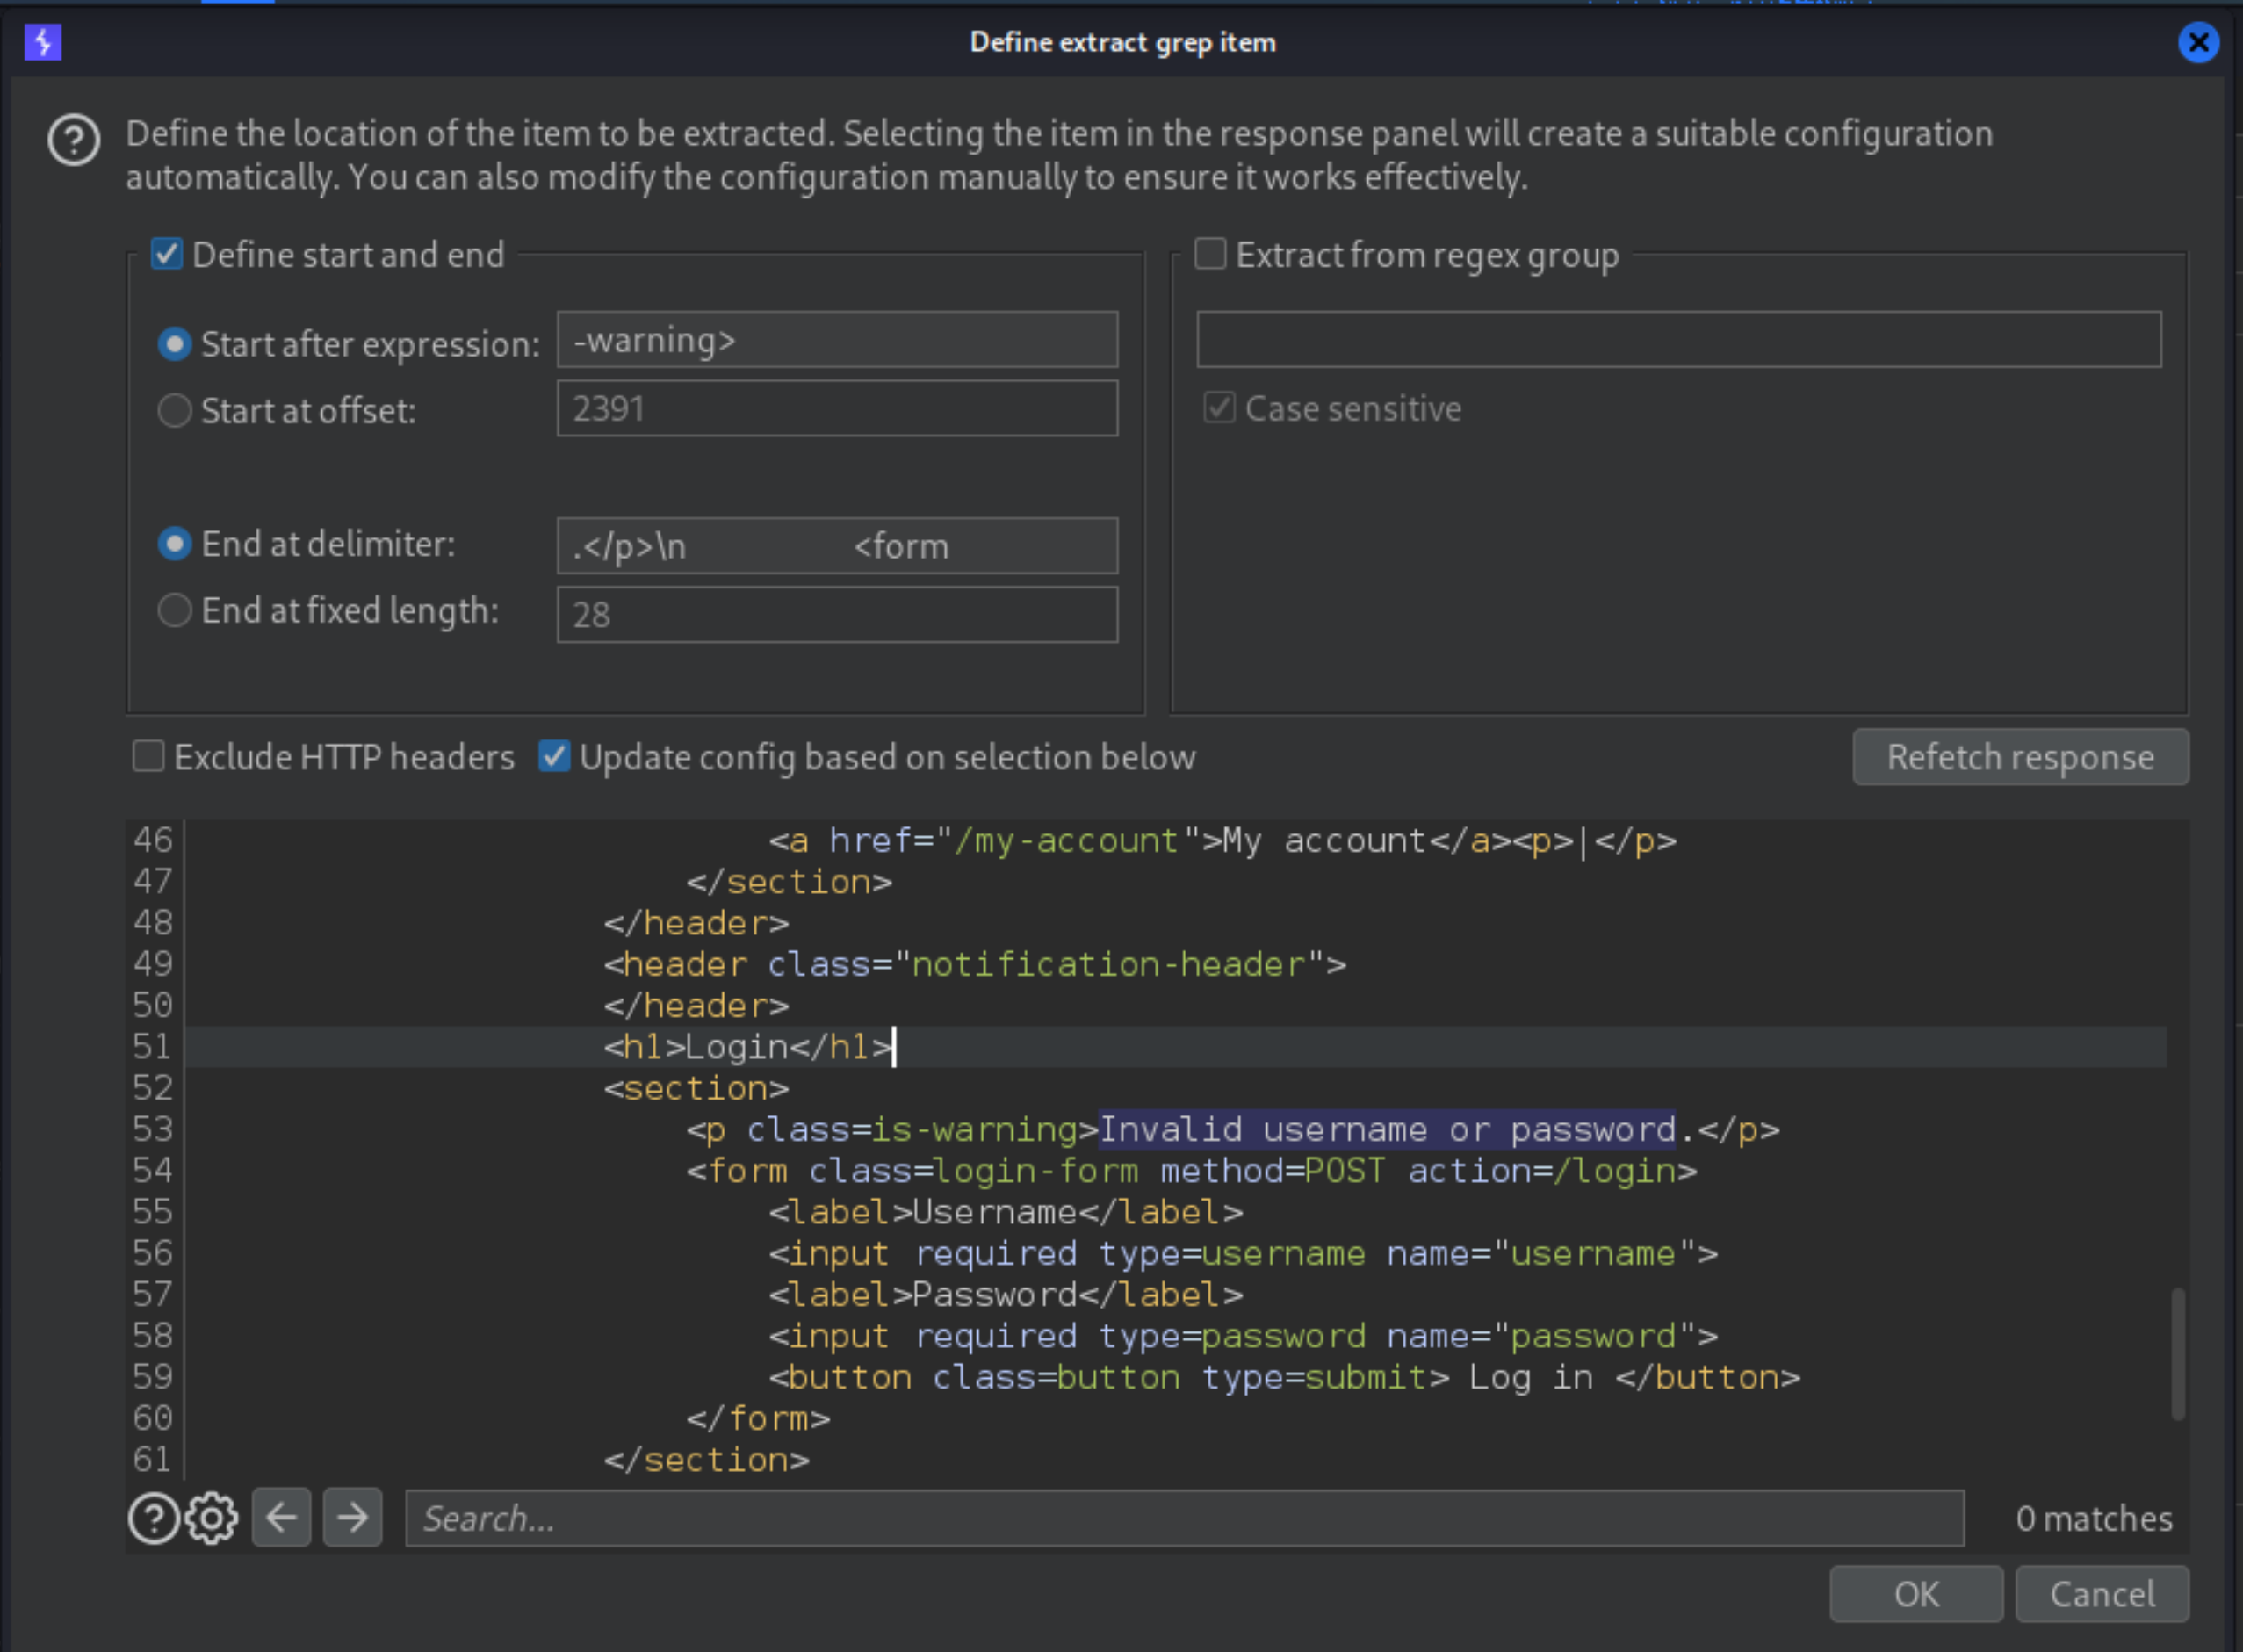 Define extract grep item
Define the location of the item to be extracted. Selecting the item in the response panel will create a suitable configuration
automatically. You can also modify the configuration manually to ensure it works effectively.
Define start and end
Start after expression: -warning>
Start at offset: 2391
End at delimiter: .</p>\n                <form
End at fixed length: 28
Extract from regex group
Case sensitive
Exclude HTTP headers Update config based on selection below Refetch response
46 <a href="/my-account">My account</a><p>|</p>
47 </section>
48 </header>
49 <header class="notification-header">
50 </header>
51 <h1>Login</h1>
52 <section>
53 <p class=is-warning>Invalid username or password.</p>
54 <form class=login-form method=POST action=/login>
55 <label>Username</label>
56 <input required type=username name="username">
57 <label>Password</label>
58 <input required type=password name="password">
59 <button class=button type=submit> Log in </button>
60 </form>
61 </section>
Search... 0 matches
OK Cancel